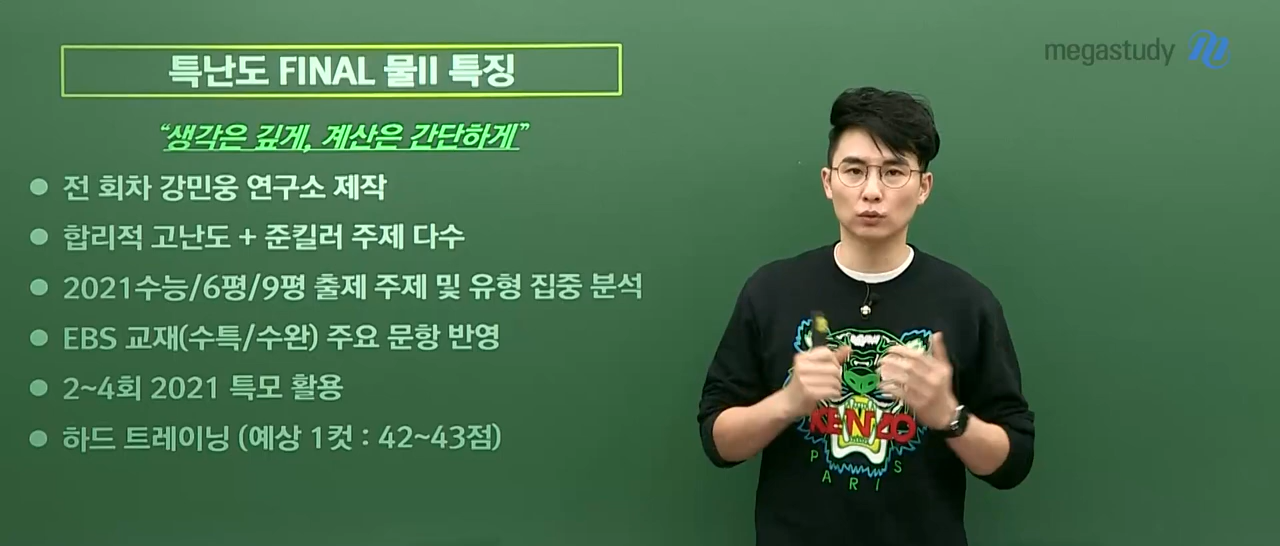 특난도 FINAL 물II 특징
megastudy
“생각은 깊게, 계산은 간단하게”
● 전 회차 강민웅 연구소 제작
● 합리적 고난도 + 준킬러 주제 다수
● 2021수능/6평/9평 출제 주제 및 유형 집중 분석
● EBS 교재(수특/수완) 주요 문항 반영
● 2~4회 2021 특모 활용
● 하드 트레이닝 (예상 1컷 : 42~43점)
KENZO
PARIS